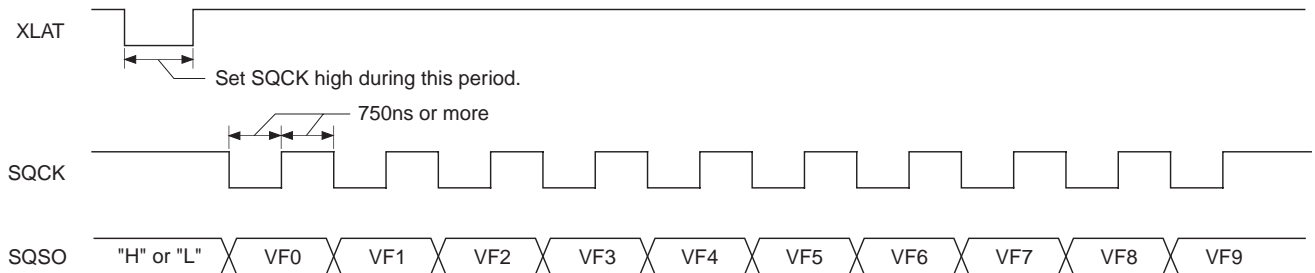 XLAT
Set SQCK high during this period.
750ns or more
SQCK
SQSO "H" or "L" VF0 VF1 VF2 VF3 VF4 VF5 VF6 VF7 VF8 VF9